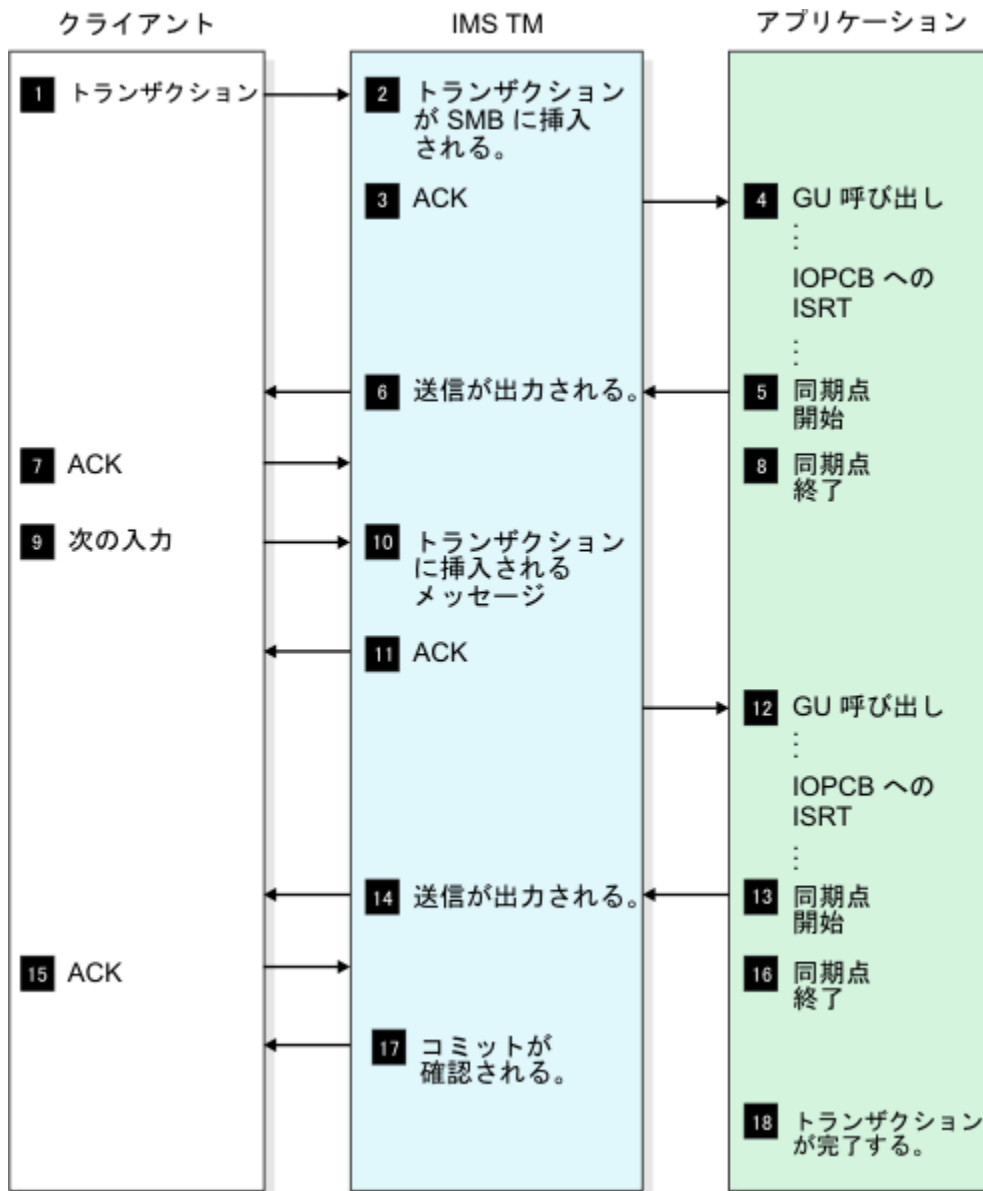 クライアント
IMS TM
アプリケーション
1 トランザクション
2 トランザクション
が SMB に挿入
される。
3 ACK
4 GU 呼び出し
⋮
IOPCB への
ISRT
⋮
5 同期点
開始
6 送信が出力される。
7 ACK
8 同期点
終了
9 次の入力
10 トランザクション
に挿入される
メッセージ
11 ACK
12 GU 呼び出し
⋮
IOPCB への
ISRT
⋮
13 同期点
開始
14 送信が出力される。
15 ACK
16 同期点
終了
17 コミットが
確認される。
18 トランザクション
が完了する。